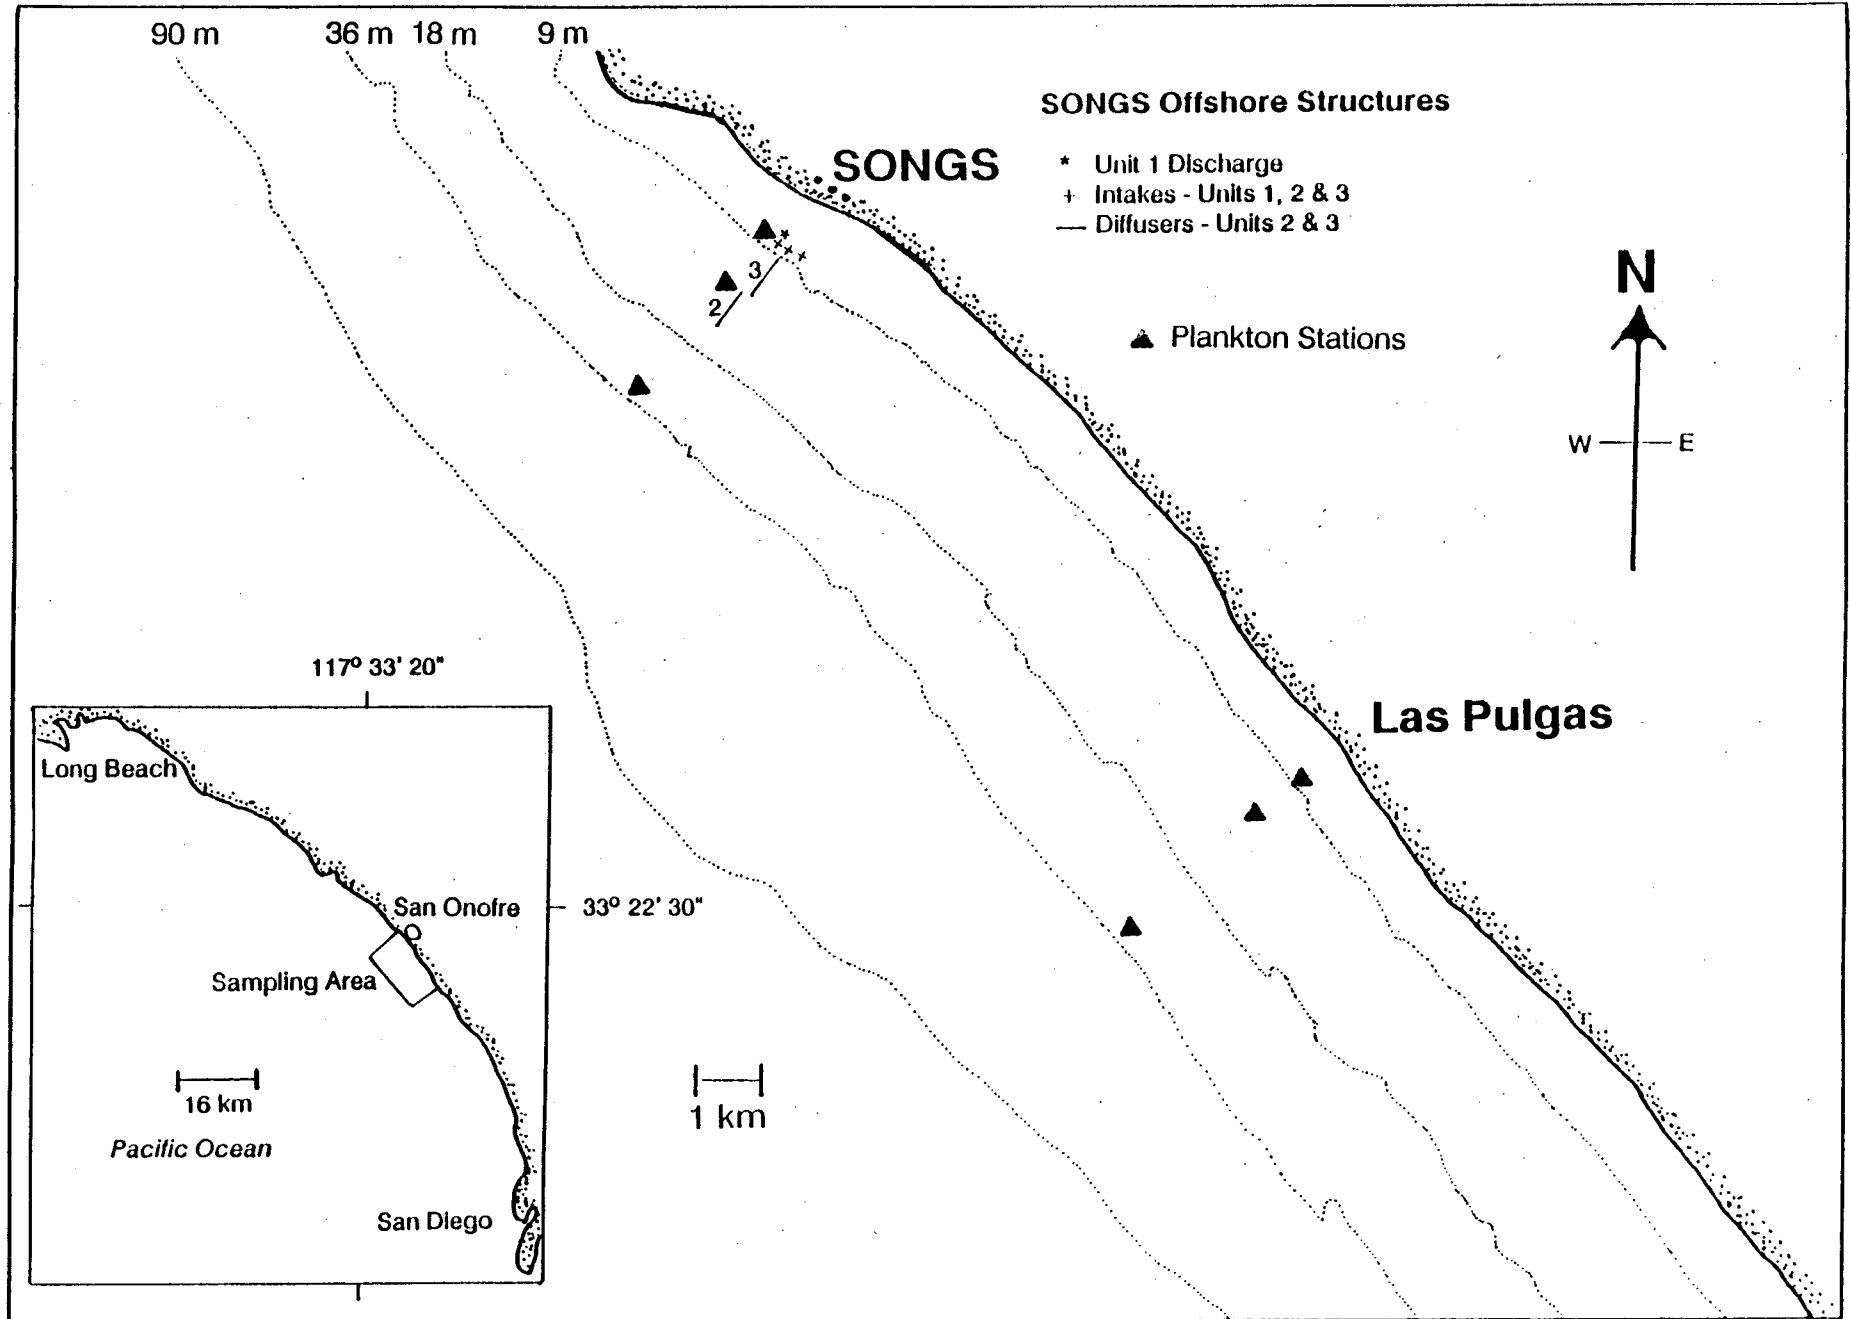 90 m 36 m 18 m 9 m
SONGS Offshore Structures
SONGS
* Unit 1 Discharge
+ Intakes - Units 1, 2 & 3
— Diffusers - Units 2 & 3
3
2
N
Plankton Stations
W E
117º 33' 20"
Las Pulgas
Long Beach
San Onofre
33º 22' 30"
Sampling Area
16 km
1 km
Pacific Ocean
San Diego